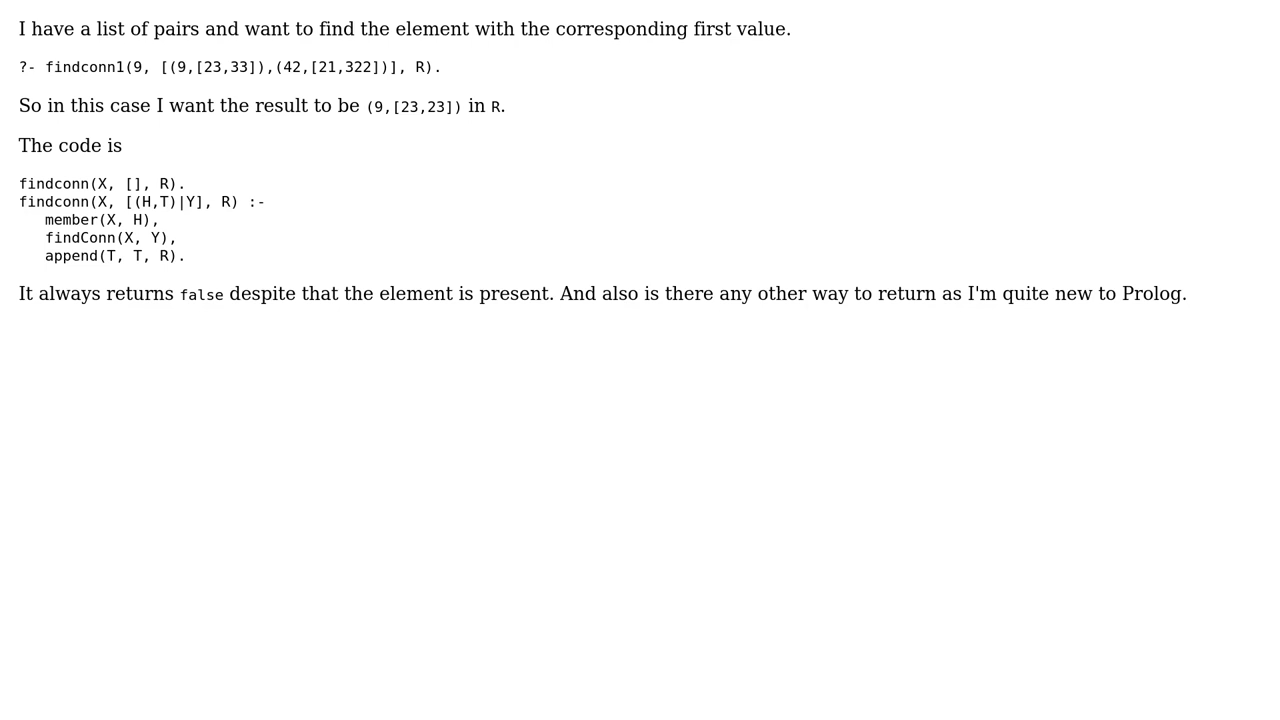 I have a list of pairs and want to find the element with the corresponding first value.
?- findconn1(9, [(9,[23,33]),(42,[21,322])], R).
So in this case I want the result to be (9,[23,23]) in R.
The code is
findconn(X, [], R).
findconn(X, [(H,T)|Y], R) :-
   member(X, H),
   findConn(X, Y),
   append(T, T, R).
It always returns false despite that the element is present. And also is there any other way to return as I'm quite new to Prolog.